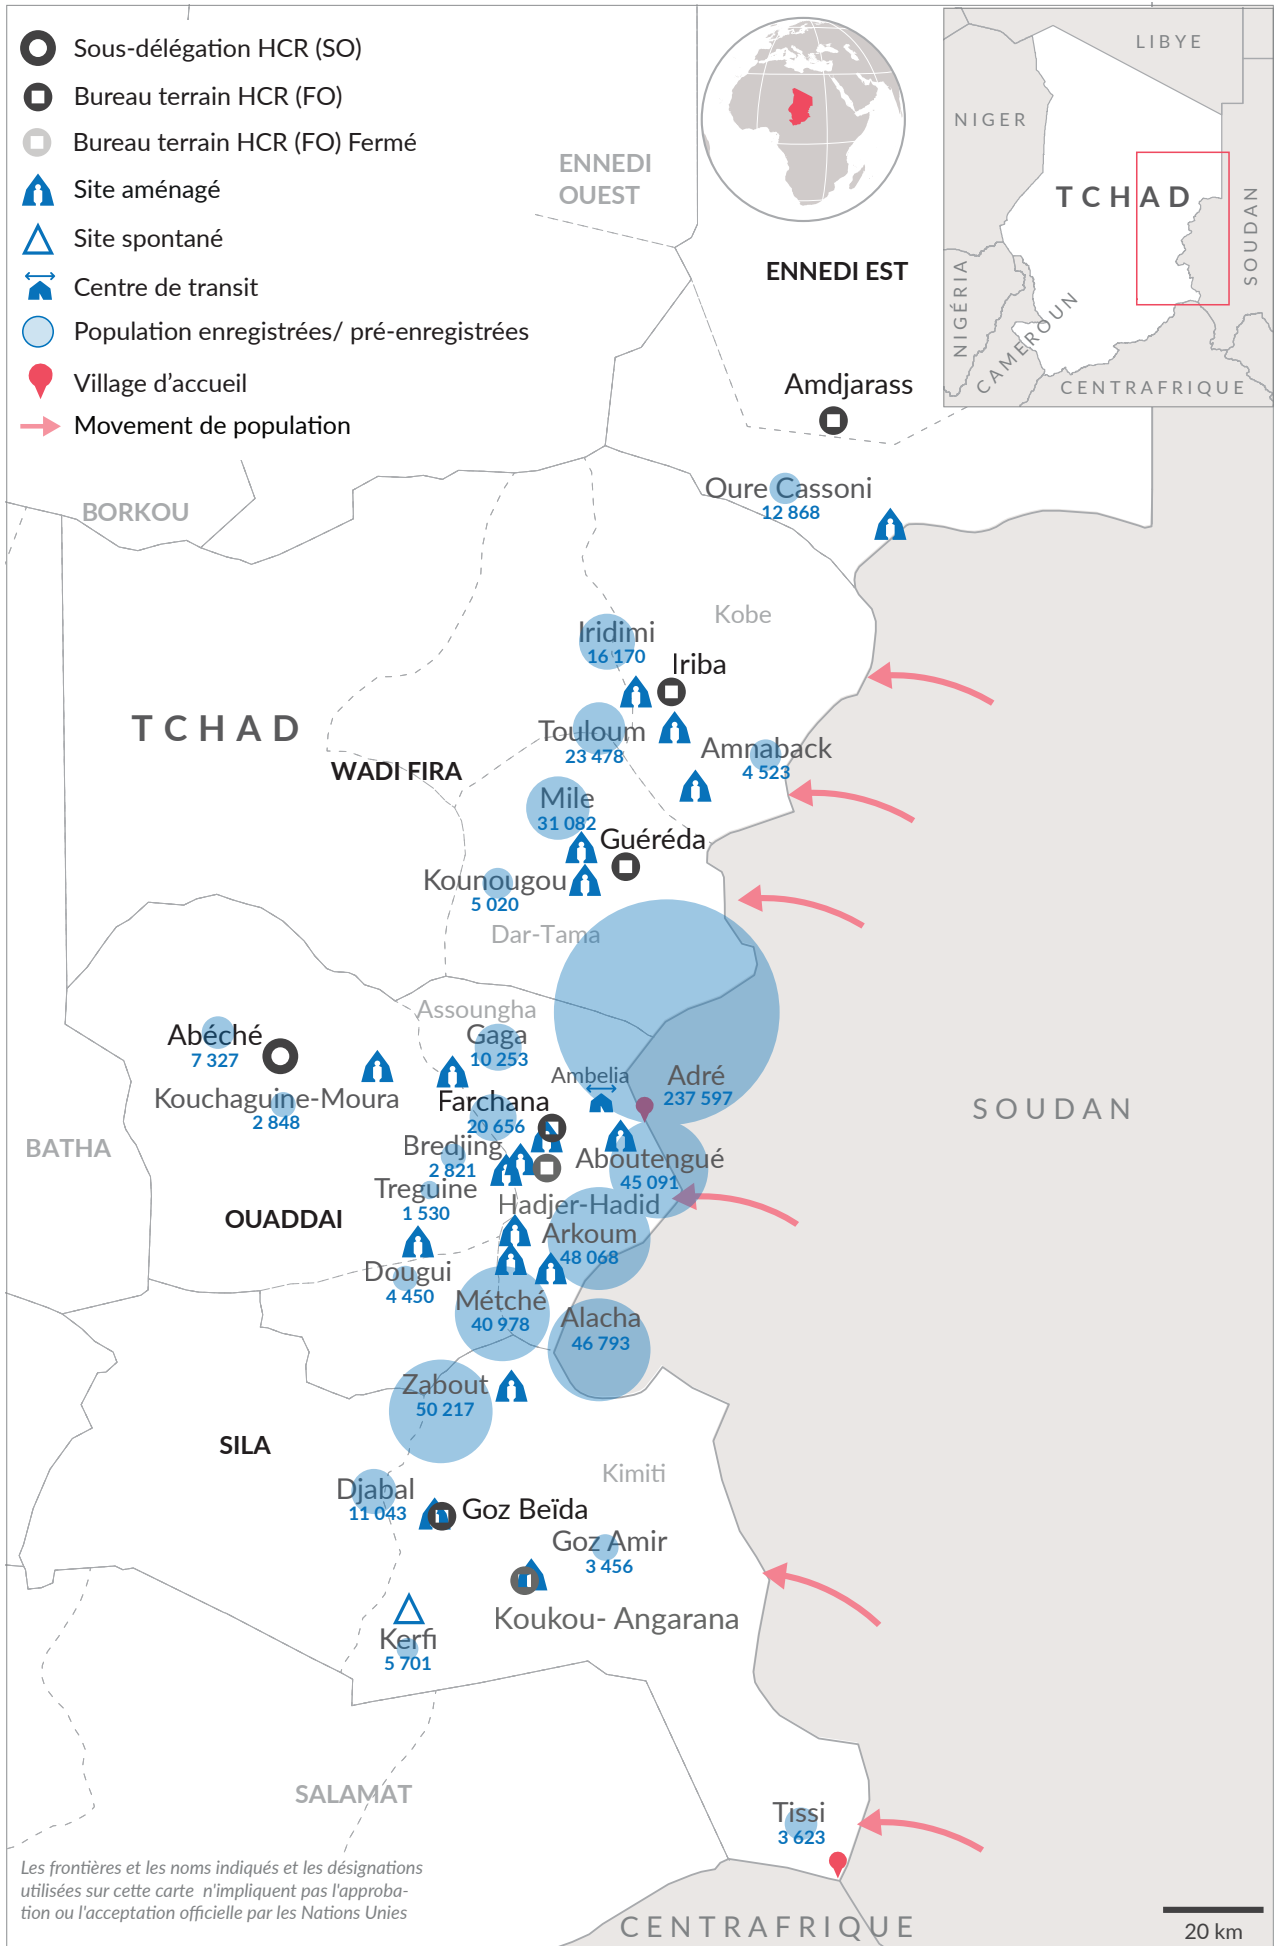 Sous-délégation HCR (SO)
Bureau terrain HCR (FO)
Bureau terrain HCR (FO) Fermé
Site aménagé
Site spontané
Centre de transit
Population enregistrées/ pré-enregistrées
Village d'accueil
Movement de population
LIBYE
NIGER
TCHAD
SOUDAN
NIGÉRIA
CAMEROUN
CENTRAFRIQUE
ENNEDI
OUEST
ENNEDI EST
Amdjarass
Oure Cassoni
12 868
BORKOU
Kobe
Iridimi
16 170
Iriba
TCHAD
Touloum
23 478
Amnaback
4 523
WADI FIRA
Mile
31 082
Guéréda
Kounougou
5 020
Dar-Tama
Assoungha
Gaga
10 253
Abéché
7 327
Ambelia
Adré
237 597
Kouchaguine-Moura
2 848
Farchana
20 656
SOUDAN
BATHA
Bredjing
2 821
Aboutengué
45 091
Treguine
1 530
Hadjer-Hadid
OUADDAI
Arkoum
48 068
Dougui
4 450
Métché
40 978
Alacha
46 793
Zabout
50 217
SILA
Kimiti
Djabal
11 043
Goz Beïda
Goz Amir
3 456
Koukou- Angarana
Kerfi
5 701
SALAMAT
Tissi
3 623
Les frontières et les noms indiqués et les désignations
utilisées sur cette carte n'impliquent pas l'approba-
tion ou l'acceptation officielle par les Nations Unies
CENTRAFRIQUE
20 km